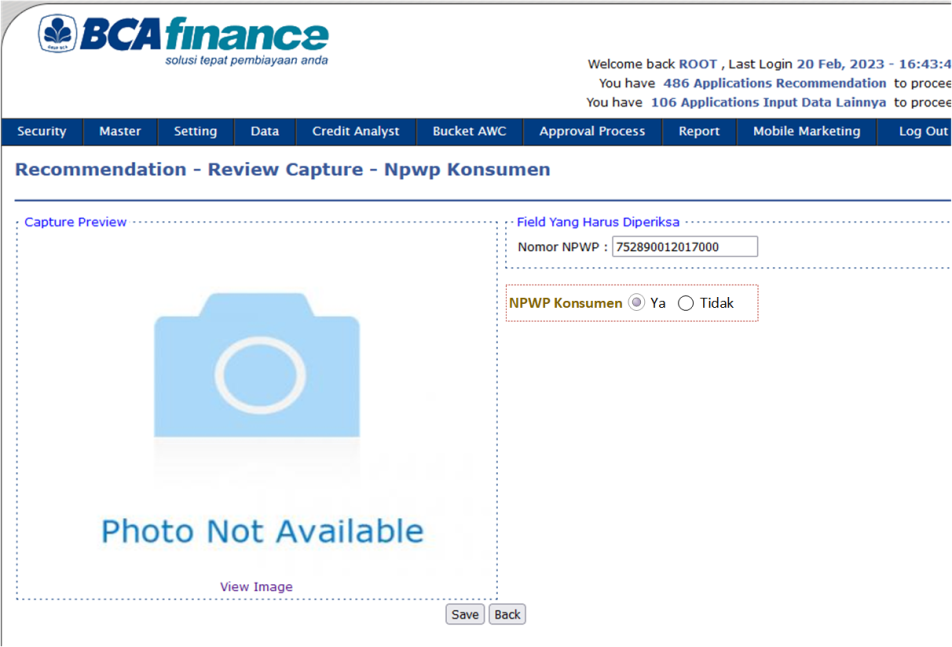 BCA finance
solusi tepat pembiayaan anda
Welcome back ROOT , Last Login 20 Feb, 2023 - 16:43:4
You have 486 Applications Recommendation to procee
You have 106 Applications Input Data Lainnya to procee
Security Master Setting Data Credit Analyst Bucket AWC Approval Process Report Mobile Marketing Log Out
Recommendation - Review Capture - Npwp Konsumen
Capture Preview
Field Yang Harus Diperiksa
Nomor NPWP : 752890012017000
NPWP Konsumen Ya Tidak
Photo Not Available
View Image
Save Back